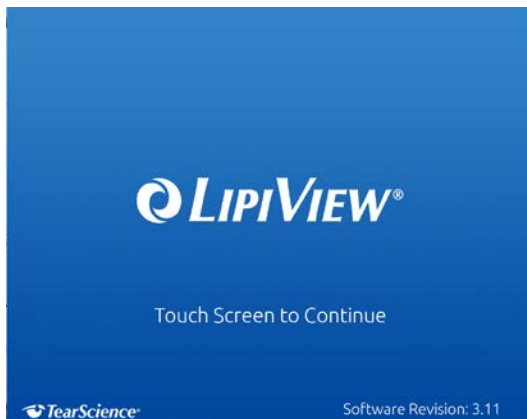 LIPIVIEW®
Touch Screen to Continue
TearScience®
Software Revision: 3.11